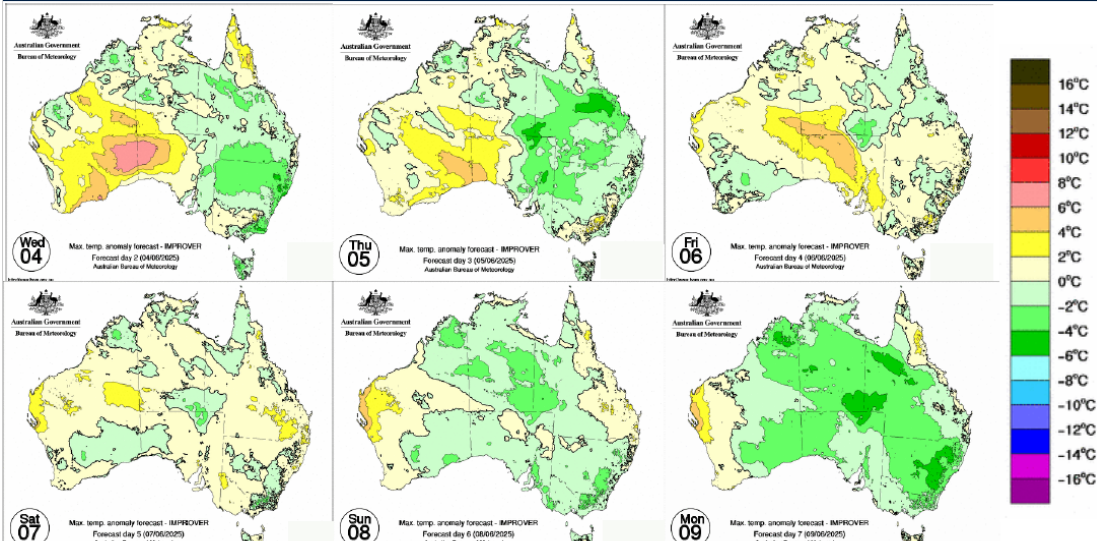 Australian Government
Bureau of Meteorology
Wed
04
Max. temp. anomaly forecast - IMPROVER
Forecast day 2 (04/06/2025)
Australian Bureau of Meteorology
Australian Government
Bureau of Meteorology
Thu
05
Max. temp. anomaly forecast - IMPROVER
Forecast day 3 (05/06/2025)
Australian Bureau of Meteorology
Australian Government
Bureau of Meteorology
Fri
06
Max. temp. anomaly forecast - IMPROVER
Forecast day 4 (06/06/2025)
Australian Bureau of Meteorology
Australian Government
Bureau of Meteorology
Sat
07
Max. temp. anomaly forecast - IMPROVER
Forecast day 5 (07/06/2025)
Australian Government
Bureau of Meteorology
Sun
08
Max. temp. anomaly forecast - IMPROVER
Forecast day 6 (08/06/2025)
Australian Government
Bureau of Meteorology
Mon
09
Max. temp. anomaly forecast - IMPROVER
Forecast day 7 (09/06/2025)
16°C
14°C
12°C
10°C
8°C
6°C
4°C
2°C
0°C
-2°C
-4°C
-6°C
-8°C
-10°C
-12°C
-14°C
-16°C